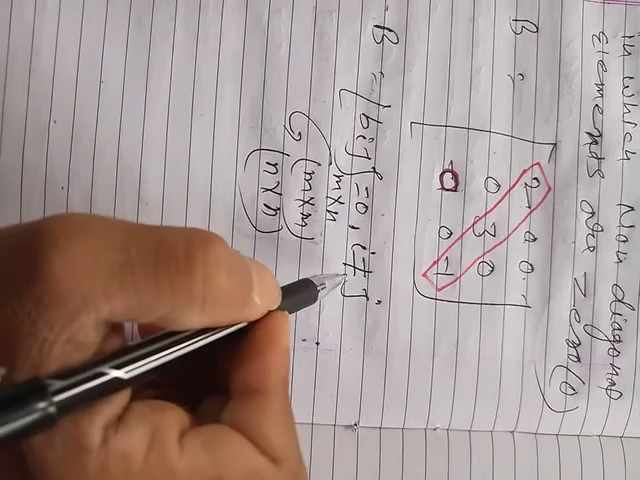 in which Non diagonal
elements are zero(0)
B = 2 0 0
0 3 0
0 0 -1
B = [bij]=0, i≠j
m×n
(m×m)
(n×n)